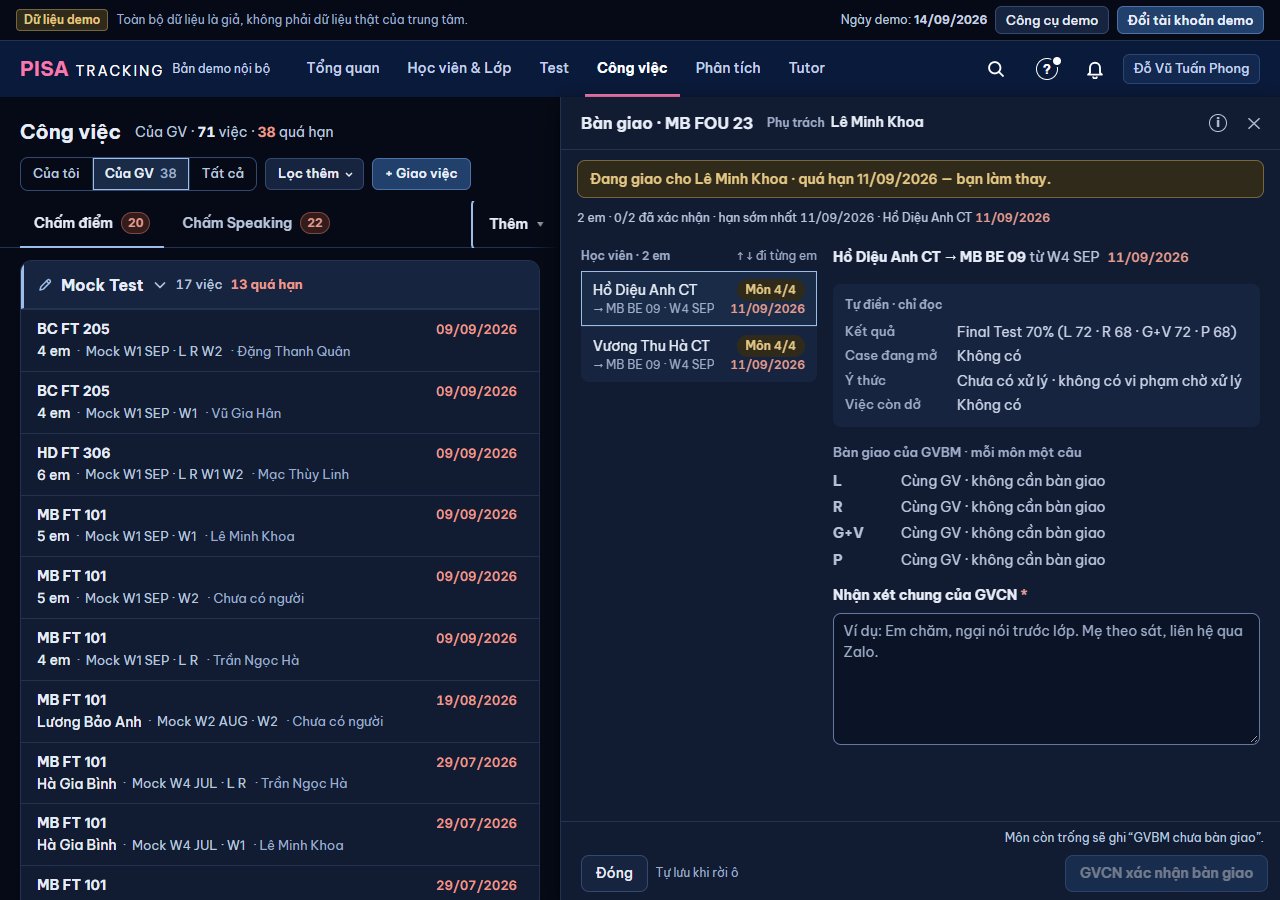 Dữ liệu demo Toàn bộ dữ liệu là giả, không phải dữ liệu thật của trung tâm. Ngày demo: 14/09/2026 Công cụ demo Đổi tài khoản demo
PISA TRACKING Bản demo nội bộ Tổng quan Học viên & Lớp Test Công việc Phân tích Tutor ? Đỗ Vũ Tuấn Phong
Công việc Của GV · 71 việc · 38 quá hạn
Của tôi Của GV 38 Tất cả Lọc thêm + Giao việc
Chấm điểm 20 Chấm Speaking 22 Thêm
Mock Test 17 việc 13 quá hạn
BC FT 205 09/09/2026
4 em · Mock W1 SEP · L R W2 · Đặng Thanh Quân
BC FT 205 09/09/2026
4 em · Mock W1 SEP · W1 · Vũ Gia Hân
HD FT 306 09/09/2026
6 em · Mock W1 SEP · L R W1 W2 · Mạc Thùy Linh
MB FT 101 09/09/2026
5 em · Mock W1 SEP · W1 · Lê Minh Khoa
MB FT 101 09/09/2026
5 em · Mock W1 SEP · W2 · Chưa có người
MB FT 101 09/09/2026
4 em · Mock W1 SEP · L R · Trần Ngọc Hà
MB FT 101 19/08/2026
Lương Bảo Anh · Mock W2 AUG · W2 · Chưa có người
MB FT 101 29/07/2026
Hà Gia Bình · Mock W4 JUL · L R · Trần Ngọc Hà
MB FT 101 29/07/2026
Hà Gia Bình · Mock W4 JUL · W1 · Lê Minh Khoa
MB FT 101 29/07/2026
Bàn giao · MB FOU 23 Phụ trách Lê Minh Khoa
Đang giao cho Lê Minh Khoa · quá hạn 11/09/2026 — bạn làm thay.
2 em · 0/2 đã xác nhận · hạn sớm nhất 11/09/2026 · Hồ Diệu Anh CT 11/09/2026
Học viên · 2 em ↑↓ đi từng em
Hồ Diệu Anh CT Môn 4/4
→ MB BE 09 · W4 SEP 11/09/2026
Vương Thu Hà CT Môn 4/4
→ MB BE 09 · W4 SEP 11/09/2026
Hồ Diệu Anh CT → MB BE 09 từ W4 SEP 11/09/2026
Tự điền · chỉ đọc
Kết quả Final Test 70% (L 72 · R 68 · G+V 72 · P 68)
Case đang mở Không có
Ý thức Chưa có xử lý · không có vi phạm chờ xử lý
Việc còn dở Không có
Bàn giao của GVBM · mỗi môn một câu
L Cùng GV · không cần bàn giao
R Cùng GV · không cần bàn giao
G+V Cùng GV · không cần bàn giao
P Cùng GV · không cần bàn giao
Nhận xét chung của GVCN *
Ví dụ: Em chăm, ngại nói trước lớp. Mẹ theo sát, liên hệ qua
Zalo.
Môn còn trống sẽ ghi “GVBM chưa bàn giao”.
Đóng Tự lưu khi rời ô GVCN xác nhận bàn giao